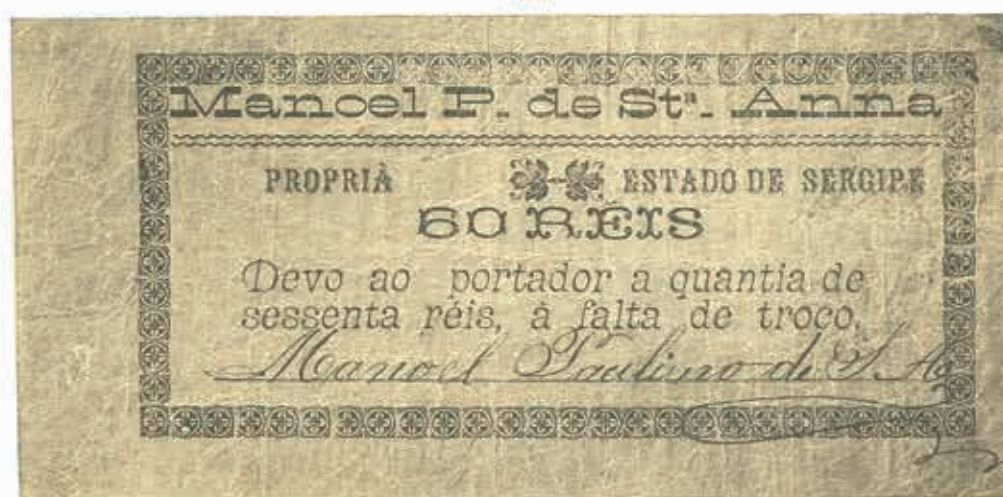 Manoel P. de Stª. Anna
PROPRIÀ ESTADO DE SERGIPE
60 RÉIS
Devo ao portador a quantia de
sessenta réis, à falta de troco.
Manoel Paulino de S. A